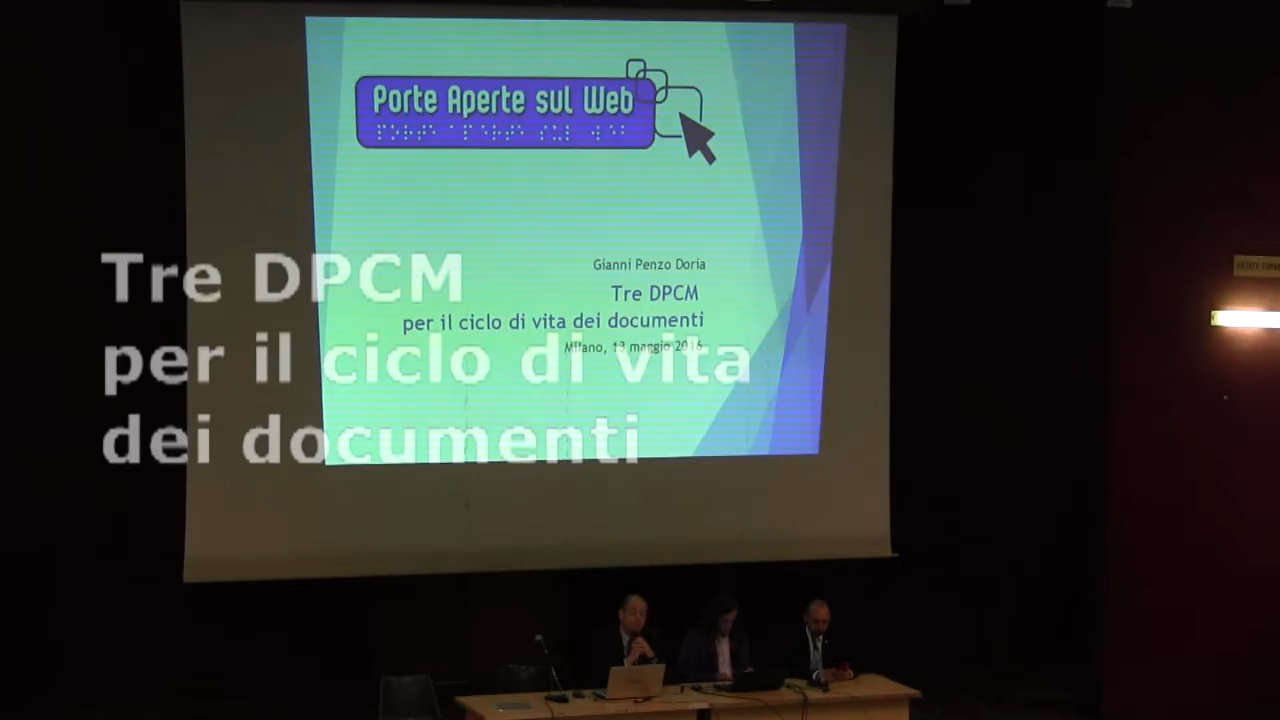 Porte Aperte sul Web
Gianni Penzo Doria
Tre DPCM
per il ciclo di vita dei documenti
Milano, 13 maggio 2016
Tre DPCM
per il ciclo di vita
dei documenti